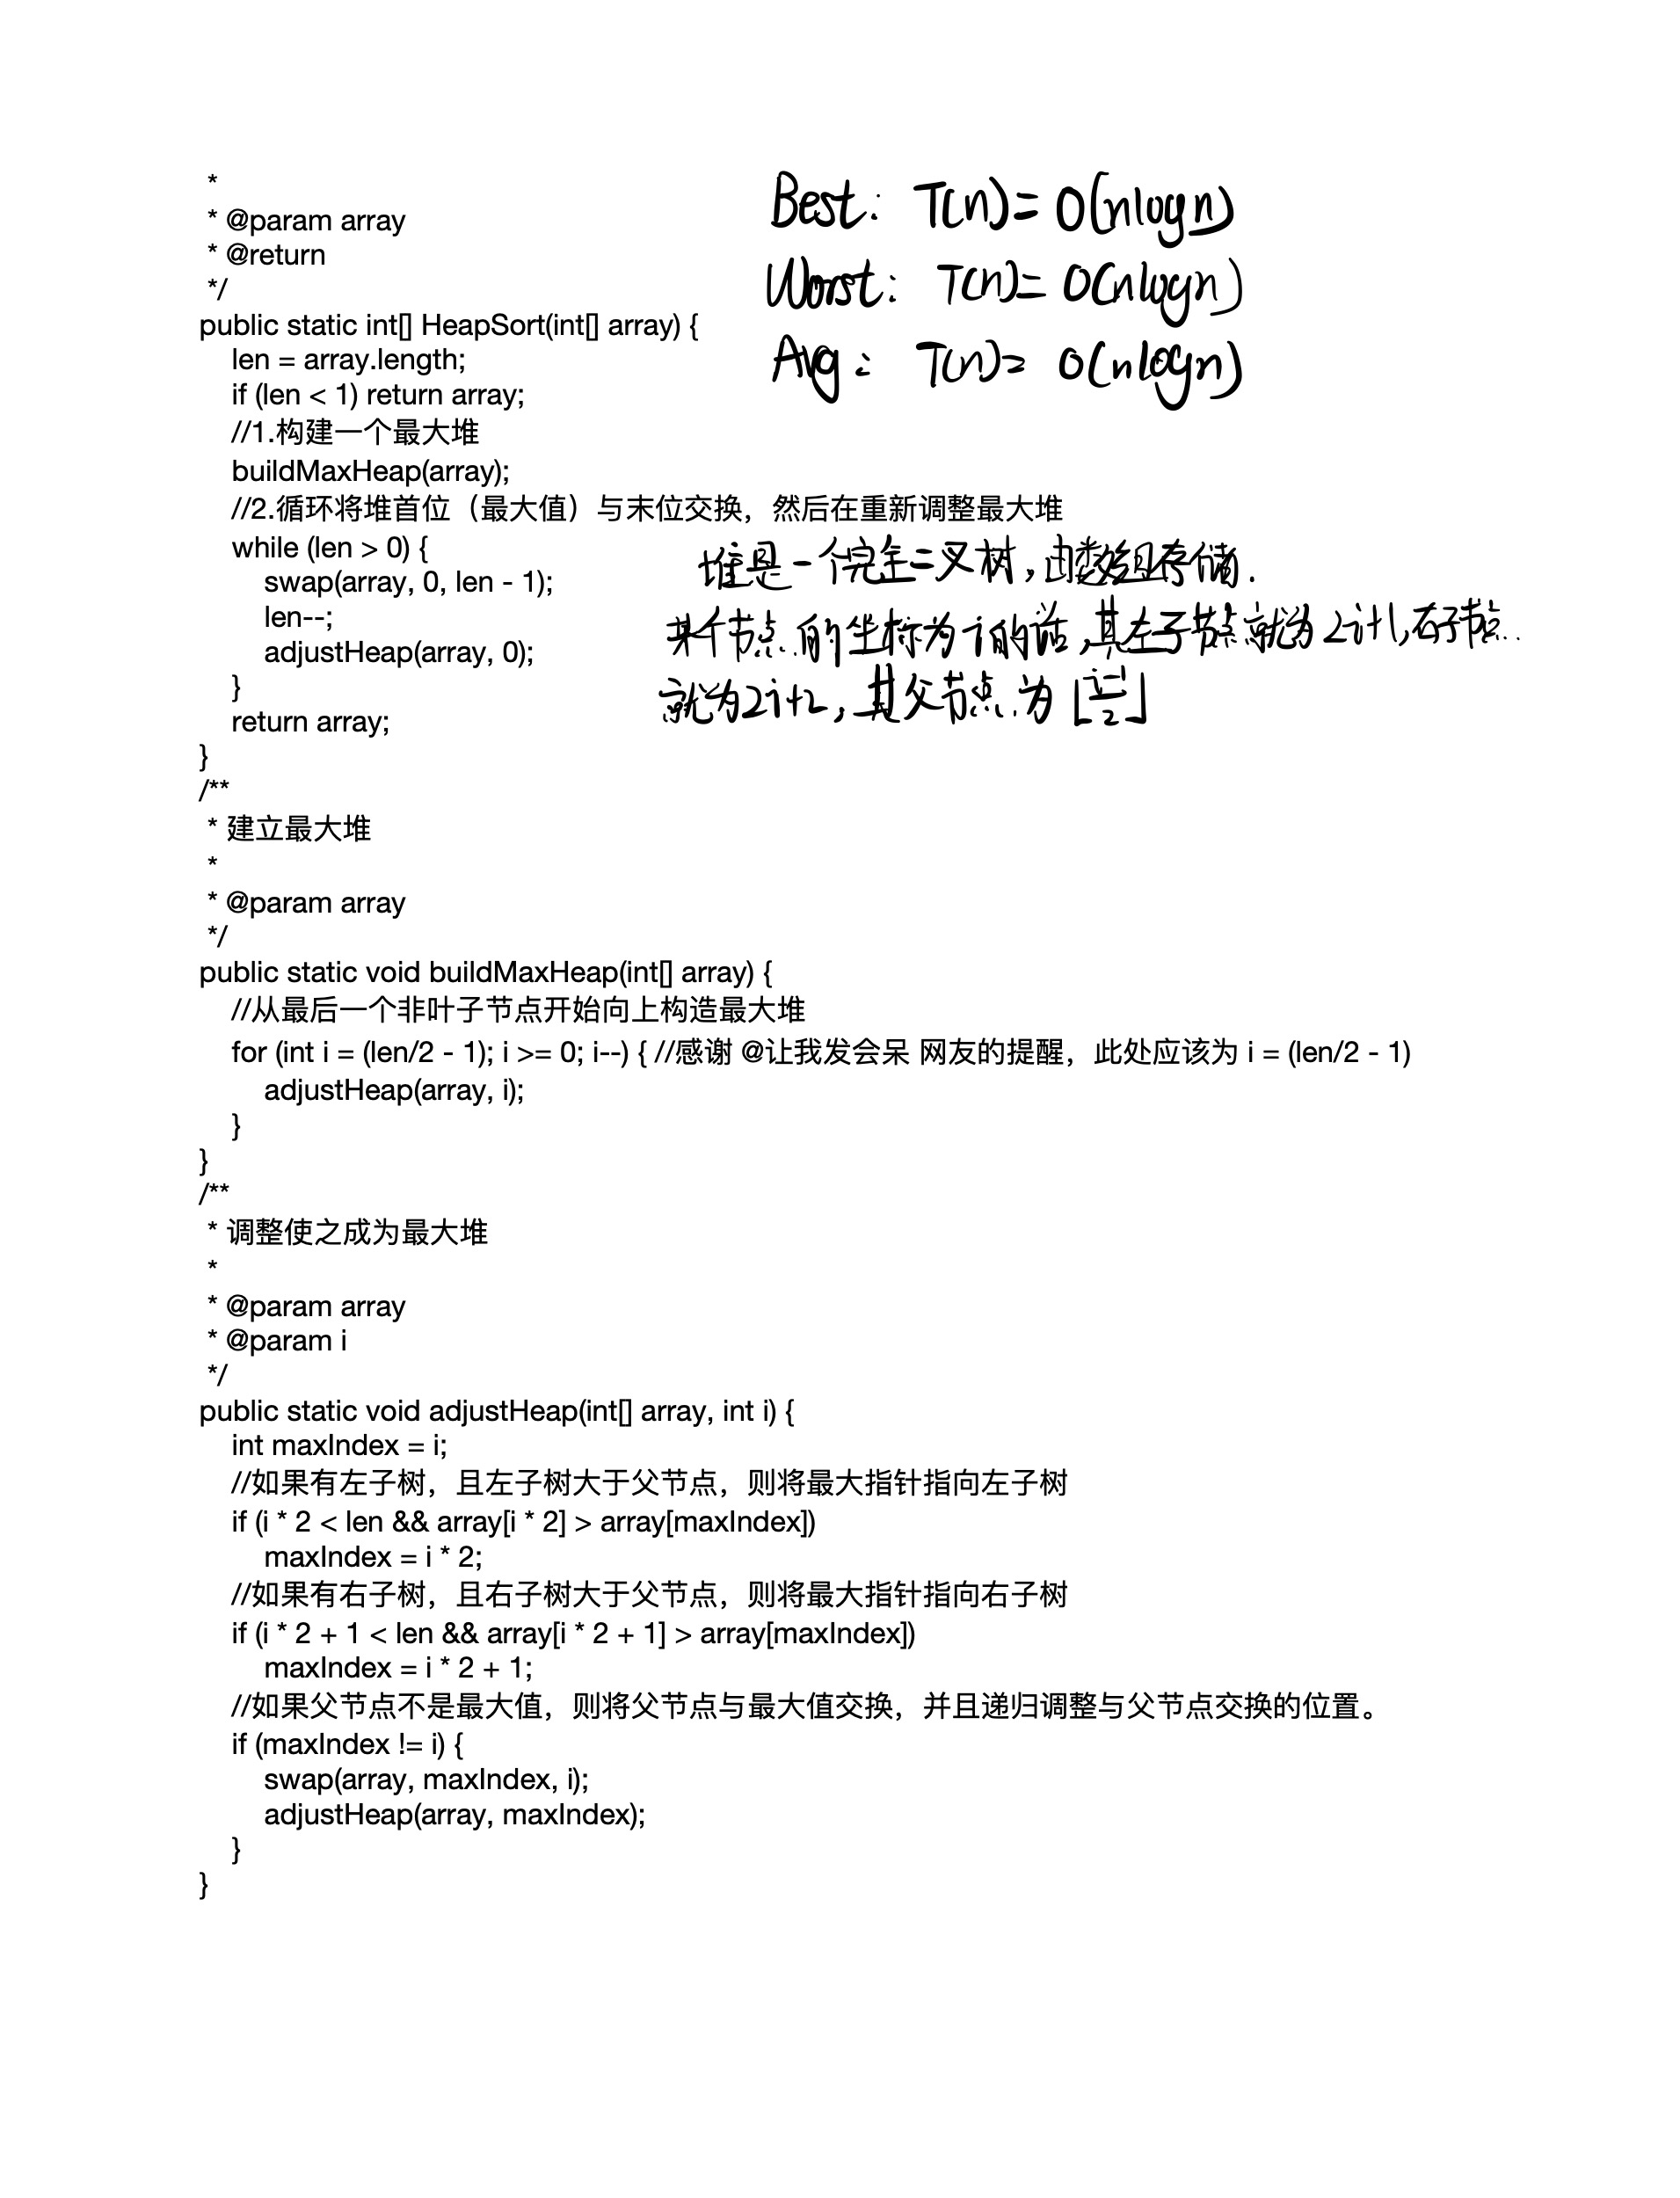 *
* @param array
* @return
*/
public static int[] HeapSort(int[] array) {
len = array.length;
if (len < 1) return array;
//1.构建一个最大堆
buildMaxHeap(array);
//2.循环将堆首位（最大值）与末位交换，然后在重新调整最大堆
while (len > 0) {
swap(array, 0, len - 1);
len--;
adjustHeap(array, 0);
}
return array;
}
Best: T(n)= O(nlogn)
Worst: T(n)= O(nlogn)
Avg: T(n)= O(nlogn)
堆是一个完全二叉树,由数组存储.
某个节点的坐标为i的话,其左子节点就为2i+1,右子节点
就为2i+2,其父节点为⌊(i-1)/2⌋
/**
* 建立最大堆
*
* @param array
*/
public static void buildMaxHeap(int[] array) {
//从最后一个非叶子节点开始向上构造最大堆
for (int i = (len/2 - 1); i >= 0; i--) { //感谢 @让我发会呆 网友的提醒，此处应该为 i = (len/2 - 1)
adjustHeap(array, i);
}
}
/**
* 调整使之成为最大堆
*
* @param array
* @param i
*/
public static void adjustHeap(int[] array, int i) {
int maxIndex = i;
//如果有左子树，且左子树大于父节点，则将最大指针指向左子树
if (i * 2 < len && array[i * 2] > array[maxIndex])
maxIndex = i * 2;
//如果有右子树，且右子树大于父节点，则将最大指针指向右子树
if (i * 2 + 1 < len && array[i * 2 + 1] > array[maxIndex])
maxIndex = i * 2 + 1;
//如果父节点不是最大值，则将父节点与最大值交换，并且递归调整与父节点交换的位置。
if (maxIndex != i) {
swap(array, maxIndex, i);
adjustHeap(array, maxIndex);
}
}